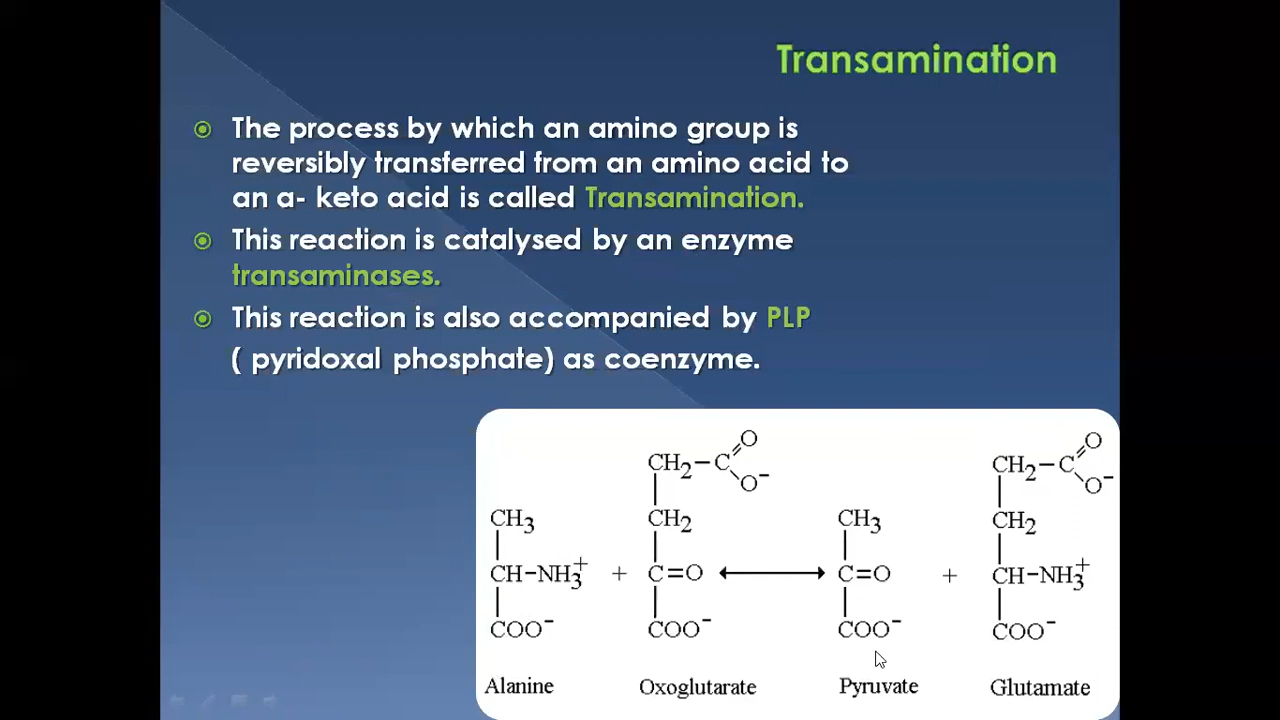 Transamination
The process by which an amino group is
reversibly transferred from an amino acid to
an a- keto acid is called Transamination.
This reaction is catalysed by an enzyme
transaminases.
This reaction is also accompanied by PLP
( pyridoxal phosphate) as coenzyme.
O O
CH2-C CH2-C
O- O-
CH3 CH2 CH3 CH2
CH-NH3+ + C=O C=O + CH-NH3+
COO- COO- COO- COO-
Alanine Oxoglutarate Pyruvate Glutamate